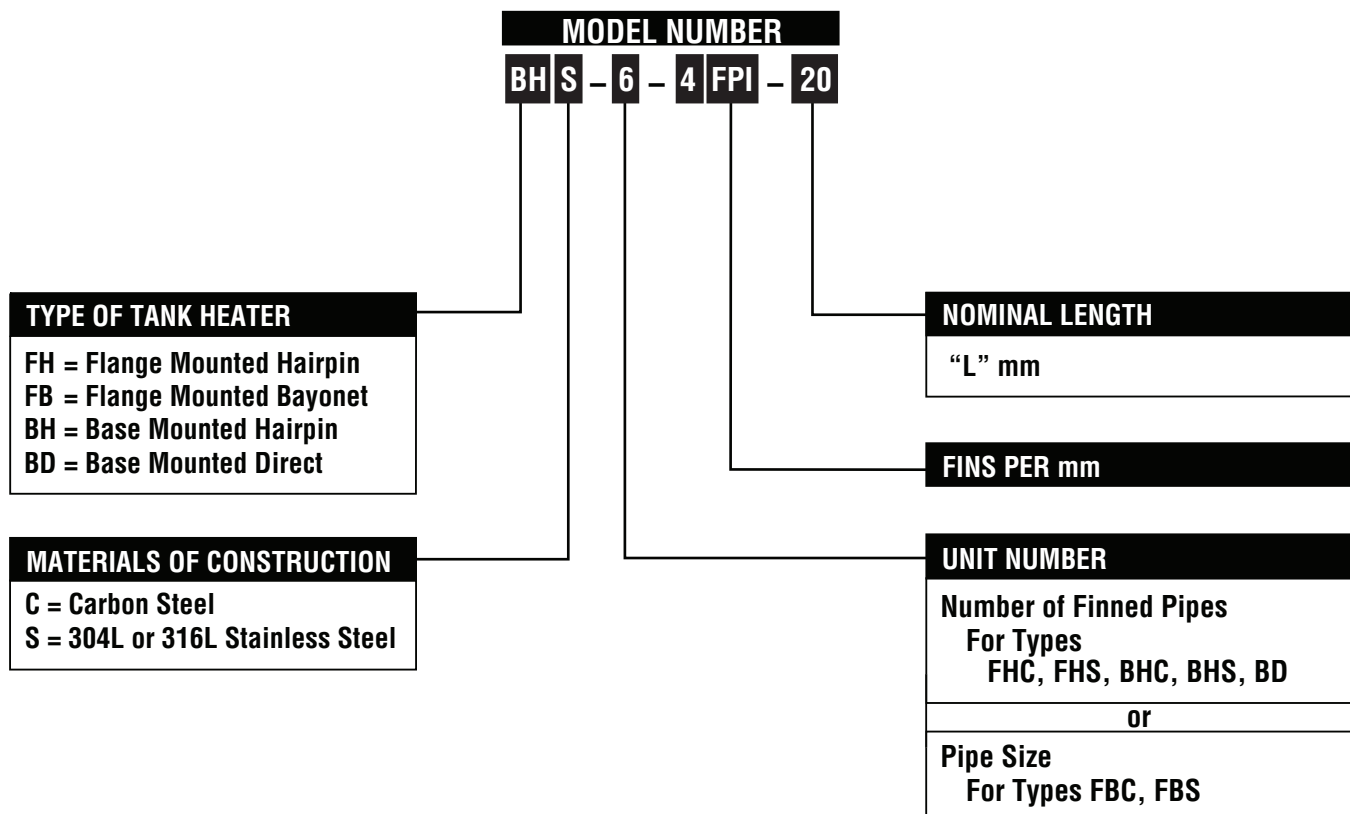 MODEL NUMBER
BH S – 6 – 4 FPI – 20
TYPE OF TANK HEATER
FH = Flange Mounted Hairpin
FB = Flange Mounted Bayonet
BH = Base Mounted Hairpin
BD = Base Mounted Direct
MATERIALS OF CONSTRUCTION
C = Carbon Steel
S = 304L or 316L Stainless Steel
NOMINAL LENGTH
“L” mm
FINS PER mm
UNIT NUMBER
Number of Finned Pipes
For Types
FHC, FHS, BHC, BHS, BD
or
Pipe Size
For Types FBC, FBS